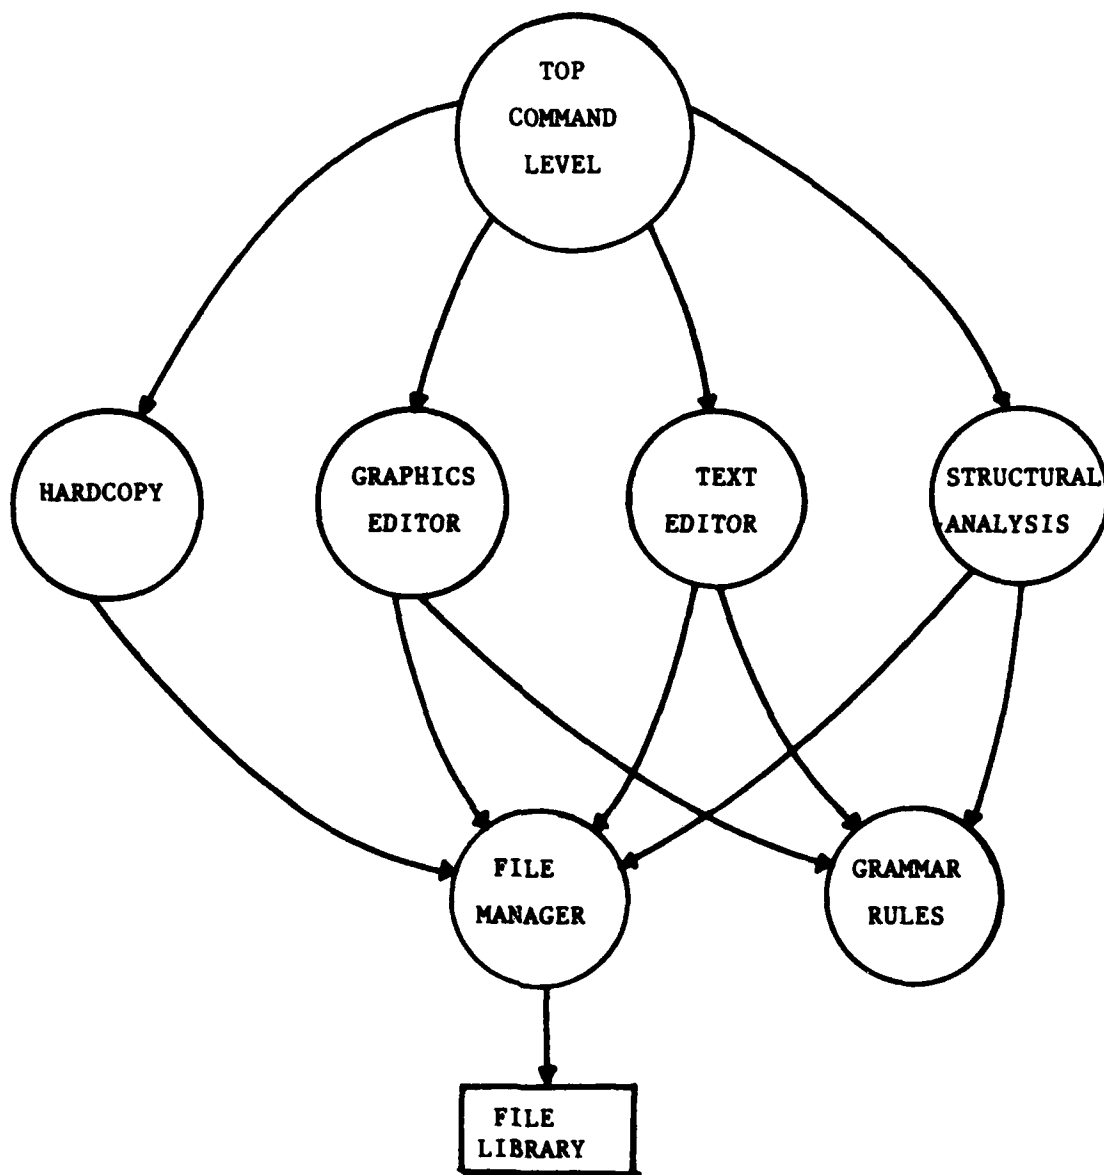 TOP
COMMAND
LEVEL
HARDCOPY
GRAPHICS
EDITOR
TEXT
EDITOR
STRUCTURAL
ANALYSIS
FILE
MANAGER
GRAMMAR
RULES
FILE
LIBRARY